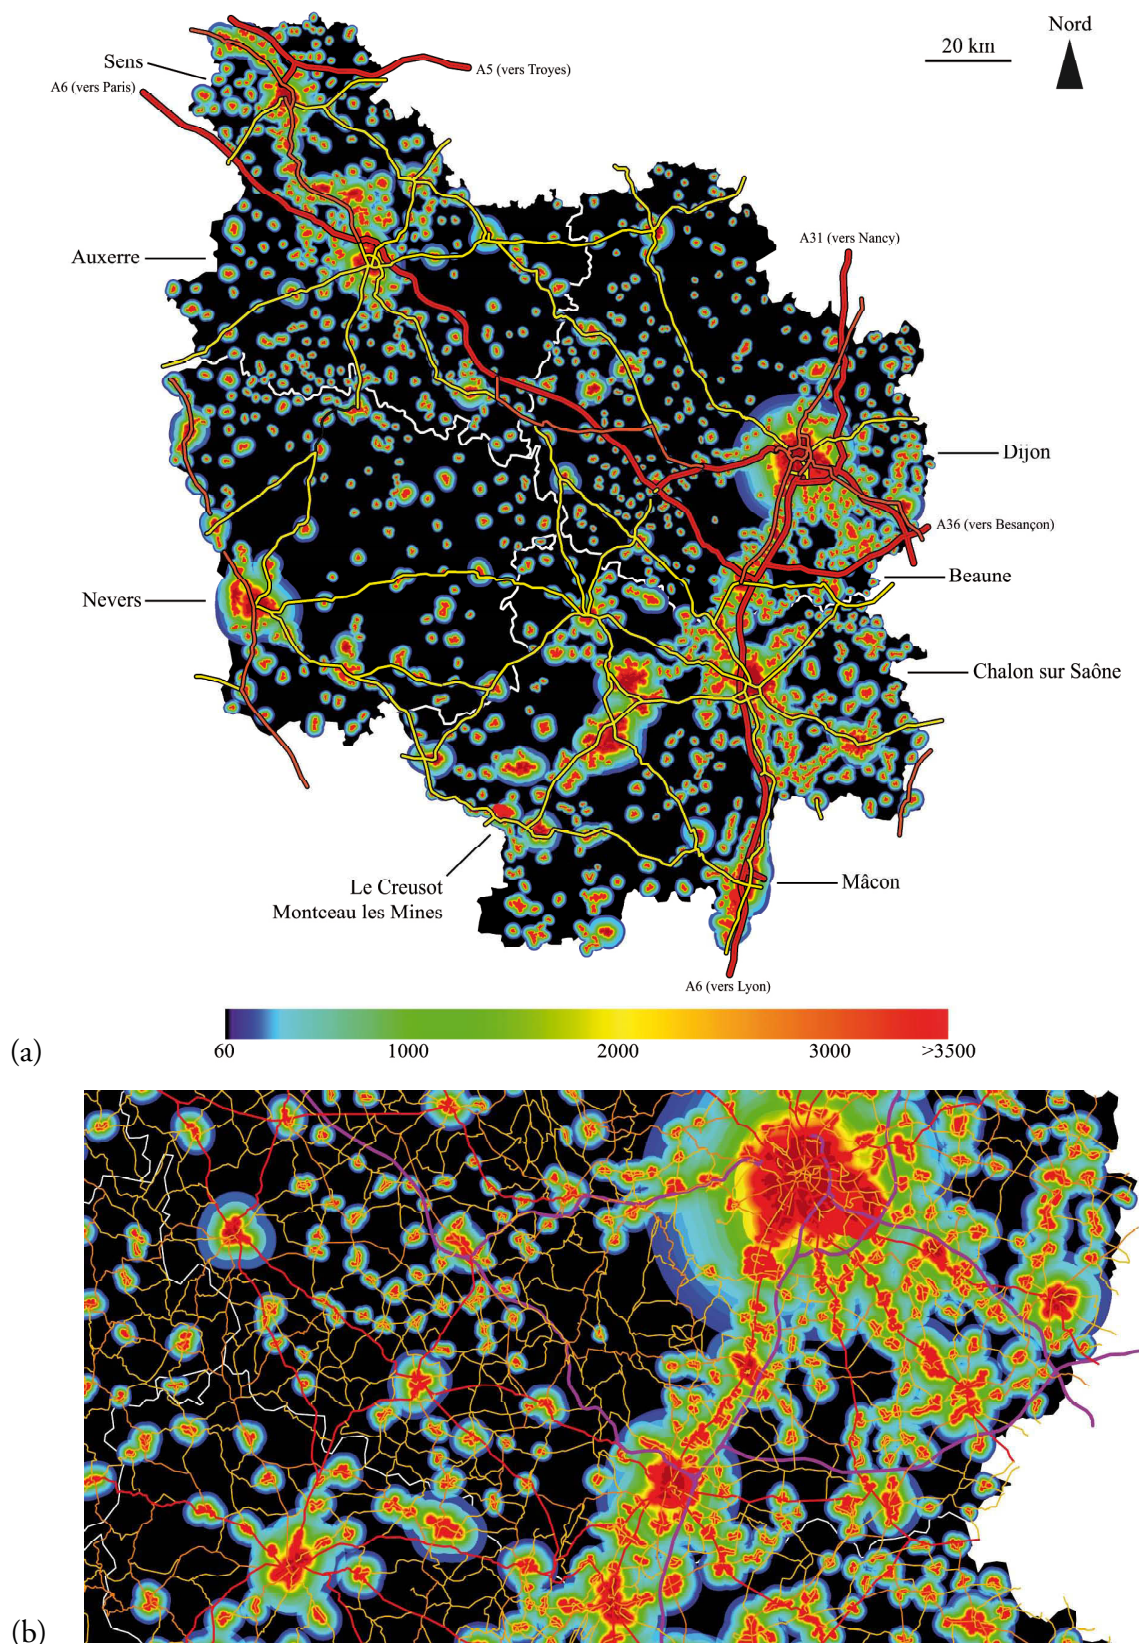 Nord
20 km
Sens
A5 (vers Troyes)
A6 (vers Paris)
Auxerre
A31 (vers Nancy)
Dijon
A36 (vers Besançon)
Beaune
Nevers
Chalon sur Saône
Le Creusot
Montceau les Mines
Mâcon
A6 (vers Lyon)
(a)
60 1000 2000 3000 >3500
(b)